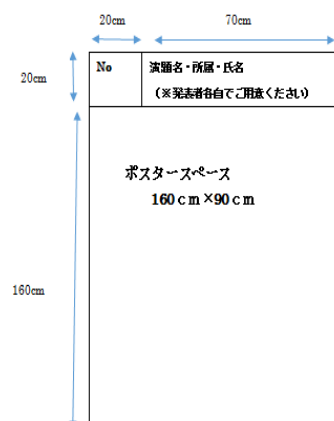 20cm
70cm
20cm
No
演題名・所属・氏名
（※発表者各自でご用意ください）
ポスタースペース
160ｃｍ×90ｃｍ
160cm